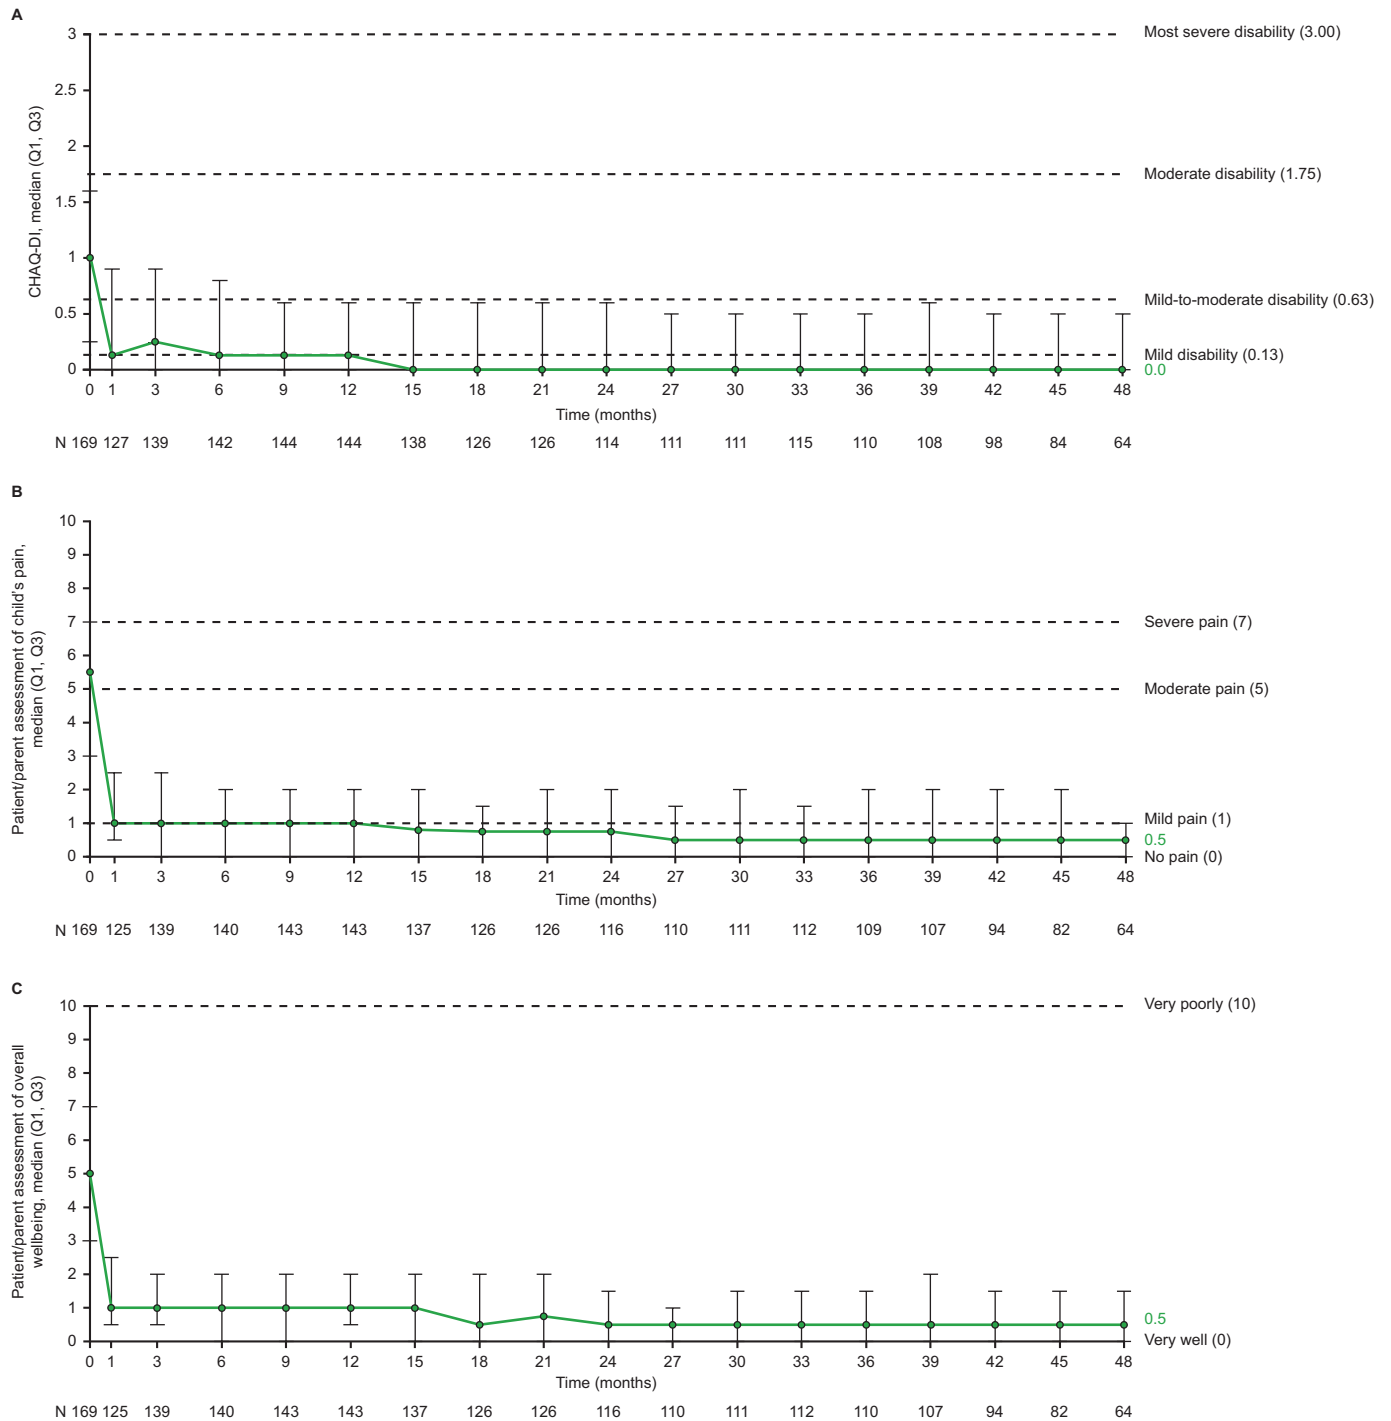 A
CHAQ-DI, median (Q1, Q3)
3
2.5
2
1.5
1
0.5
0
Most severe disability (3.00)
Moderate disability (1.75)
Mild-to-moderate disability (0.63)
Mild disability (0.13)
0.0
0 1 3 6 9 12 15 18 21 24 27 30 33 36 39 42 45 48
Time (months)
N 169 127 139 142 144 144 138 126 126 114 111 111 115 110 108 98 84 64
B
Patient/parent assessment of child's pain,
median (Q1, Q3)
10
9
8
7
6
5
4
3
2
1
0
Severe pain (7)
Moderate pain (5)
Mild pain (1)
0.5
No pain (0)
0 1 3 6 9 12 15 18 21 24 27 30 33 36 39 42 45 48
Time (months)
N 169 125 139 140 143 143 137 126 126 116 110 111 112 109 107 94 82 64
C
Patient/parent assessment of overall
wellbeing, median (Q1, Q3)
10
9
8
7
6
5
4
3
2
1
0
Very poorly (10)
0.5
Very well (0)
0 1 3 6 9 12 15 18 21 24 27 30 33 36 39 42 45 48
Time (months)
N 169 125 139 140 143 143 137 126 126 116 110 111 112 110 107 94 82 64